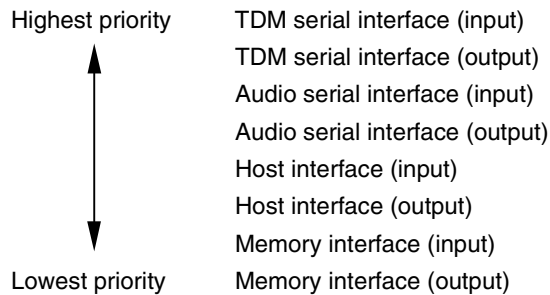 Highest priority TDM serial interface (input)
TDM serial interface (output)
Audio serial interface (input)
Audio serial interface (output)
Host interface (input)
Host interface (output)
Memory interface (input)
Lowest priority Memory interface (output)